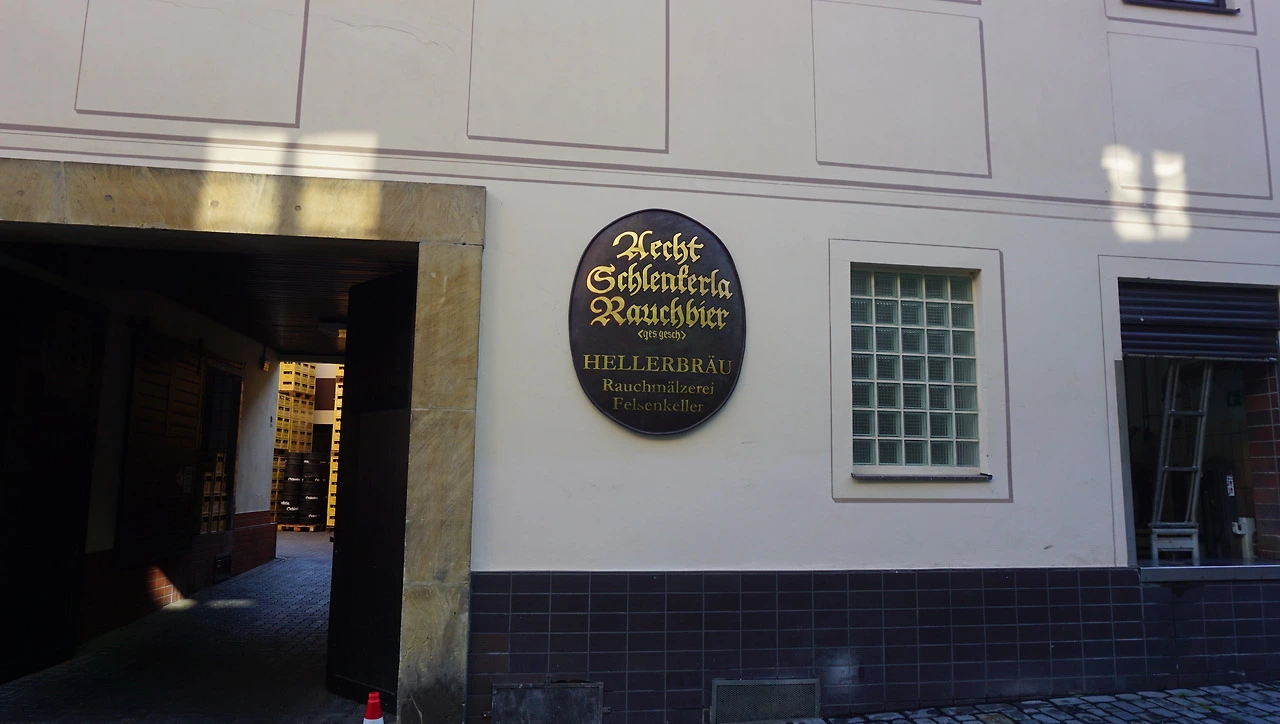 Aecht
Schlenkerla
Rauchbier
<ges gesch>
HELLERBRÄU
Rauchmälzerei
Felsenkeller